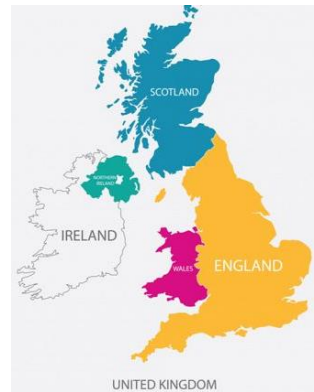 SCOTLAND
NORTHERN
IRELAND
IRELAND
WALES
ENGLAND
UNITED KINGDOM